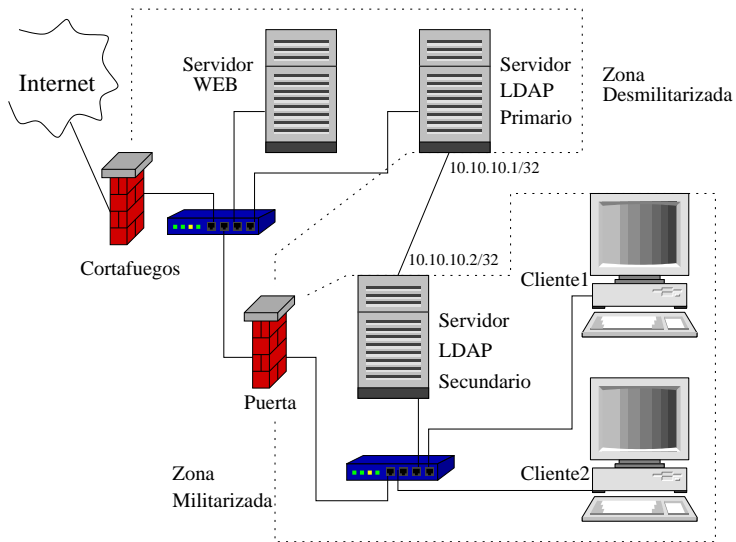 Internet
Servidor
WEB
Servidor
LDAP
Primario
Zona
Desmilitarizada
10.10.10.1/32
Cortafuegos
10.10.10.2/32
Cliente1
Servidor
LDAP
Secundario
Puerta
Zona
Militarizada
Cliente2